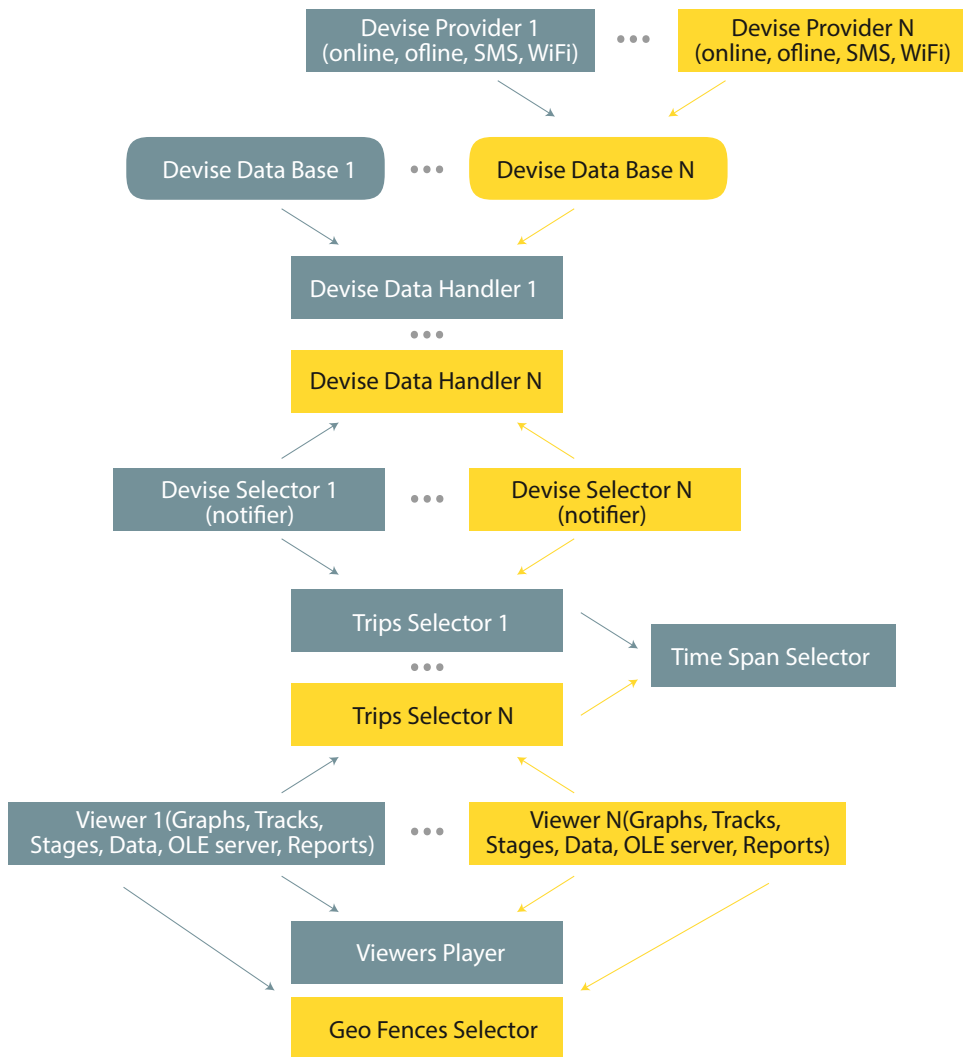 Devise Provider 1
(online, ofline, SMS, WiFi)
Devise Provider N
(online, ofline, SMS, WiFi)
Devise Data Base 1
Devise Data Base N
Devise Data Handler 1
Devise Data Handler N
Devise Selector 1
(notifier)
Devise Selector N
(notifier)
Trips Selector 1
Time Span Selector
Trips Selector N
Viewer 1(Graphs, Tracks,
Stages, Data, OLE server, Reports)
Viewer N(Graphs, Tracks,
Stages, Data, OLE server, Reports)
Viewers Player
Geo Fences Selector